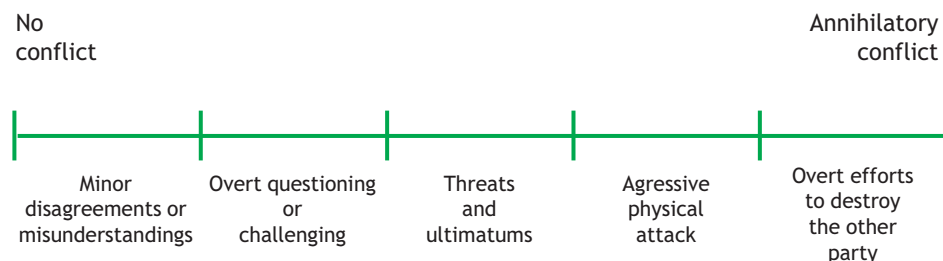 No
conflict
Annihilatory
conflict
Minor
disagreements or
misunderstandings
Overt questioning
or
challenging
Threats
and
ultimatums
Agressive
physical
attack
Overt efforts
to destroy
the other
party